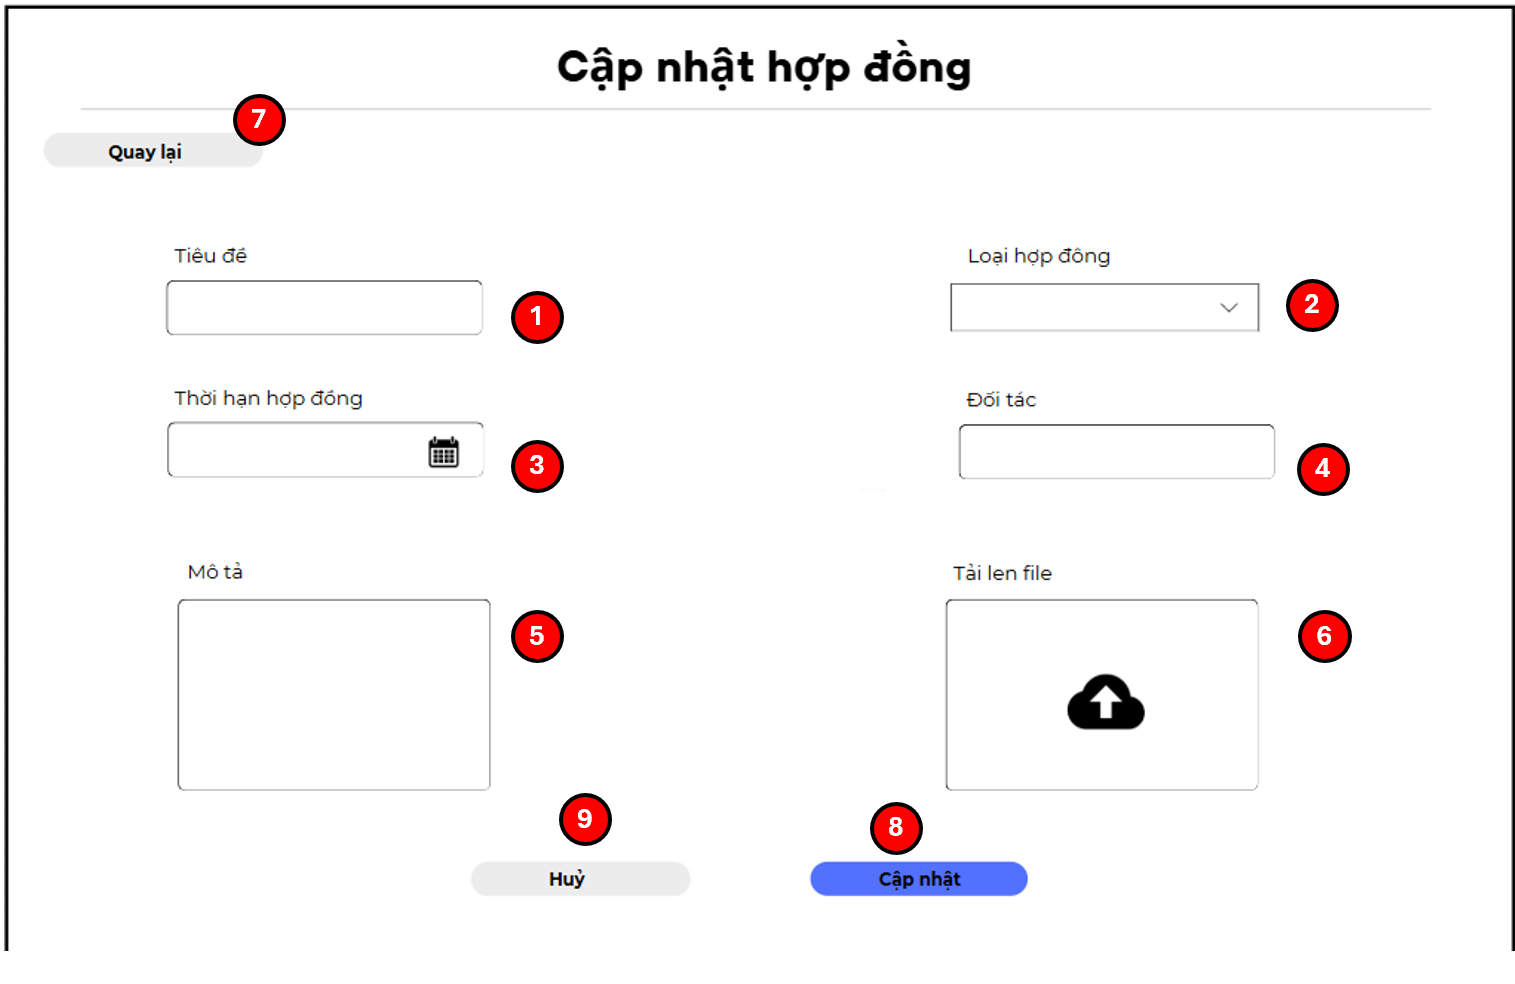 Cập nhật hợp đồng
7
Quay lại
Tiêu đề
Loại hợp đông
1
2
Thời hạn hợp đồng
Đối tác
3
4
Mô tả
Tải len file
5
6
9
8
Huỷ
Cập nhật